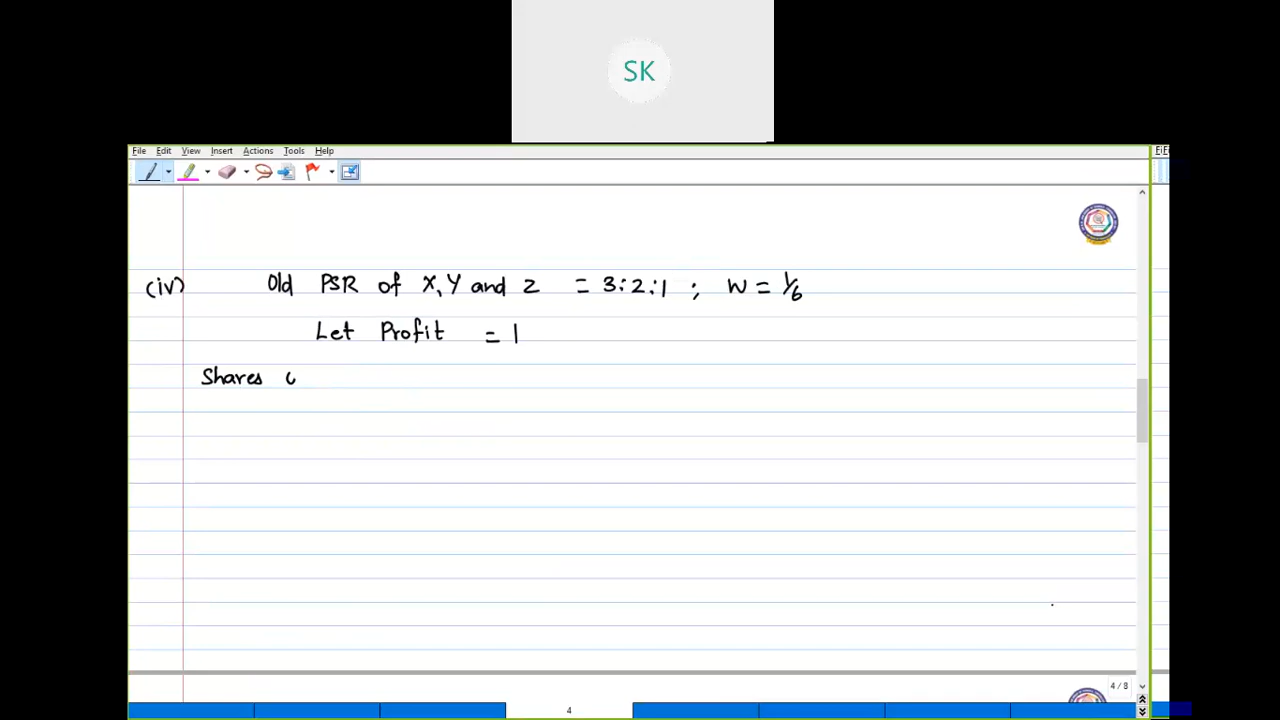 SK
File Edit View Insert Actions Tools Help
(iv) Old PSR of X, Y and Z = 3:2:1 ; W = 1/6
Let Profit = 1
Shares
4 / 8
4